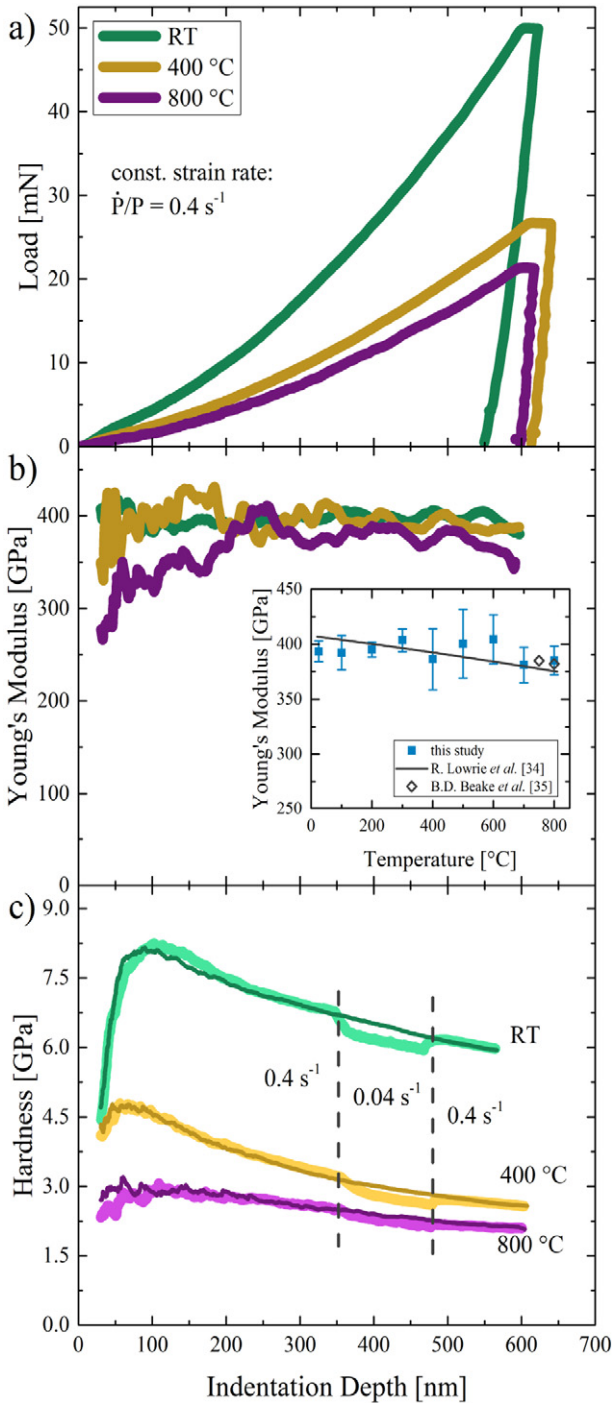 a)
50
40
30
20
10
0
Load [mN]
RT
400 °C
800 °C
const. strain rate:
Ṗ/P = 0.4 s⁻¹
b)
400
300
200
100
0
Young's Modulus [GPa]
450
400
350
300
250
Young's Modulus [GPa]
this study
R. Lowrie et al. [34]
B.D. Beake et al. [35]
0 200 400 600 800
Temperature [°C]
c)
9.0
7.5
6.0
4.5
3.0
1.5
0.0
Hardness [GPa]
RT
0.4 s⁻¹
0.04 s⁻¹
0.4 s⁻¹
400 °C
800 °C
0 100 200 300 400 500 600 700
Indentation Depth [nm]